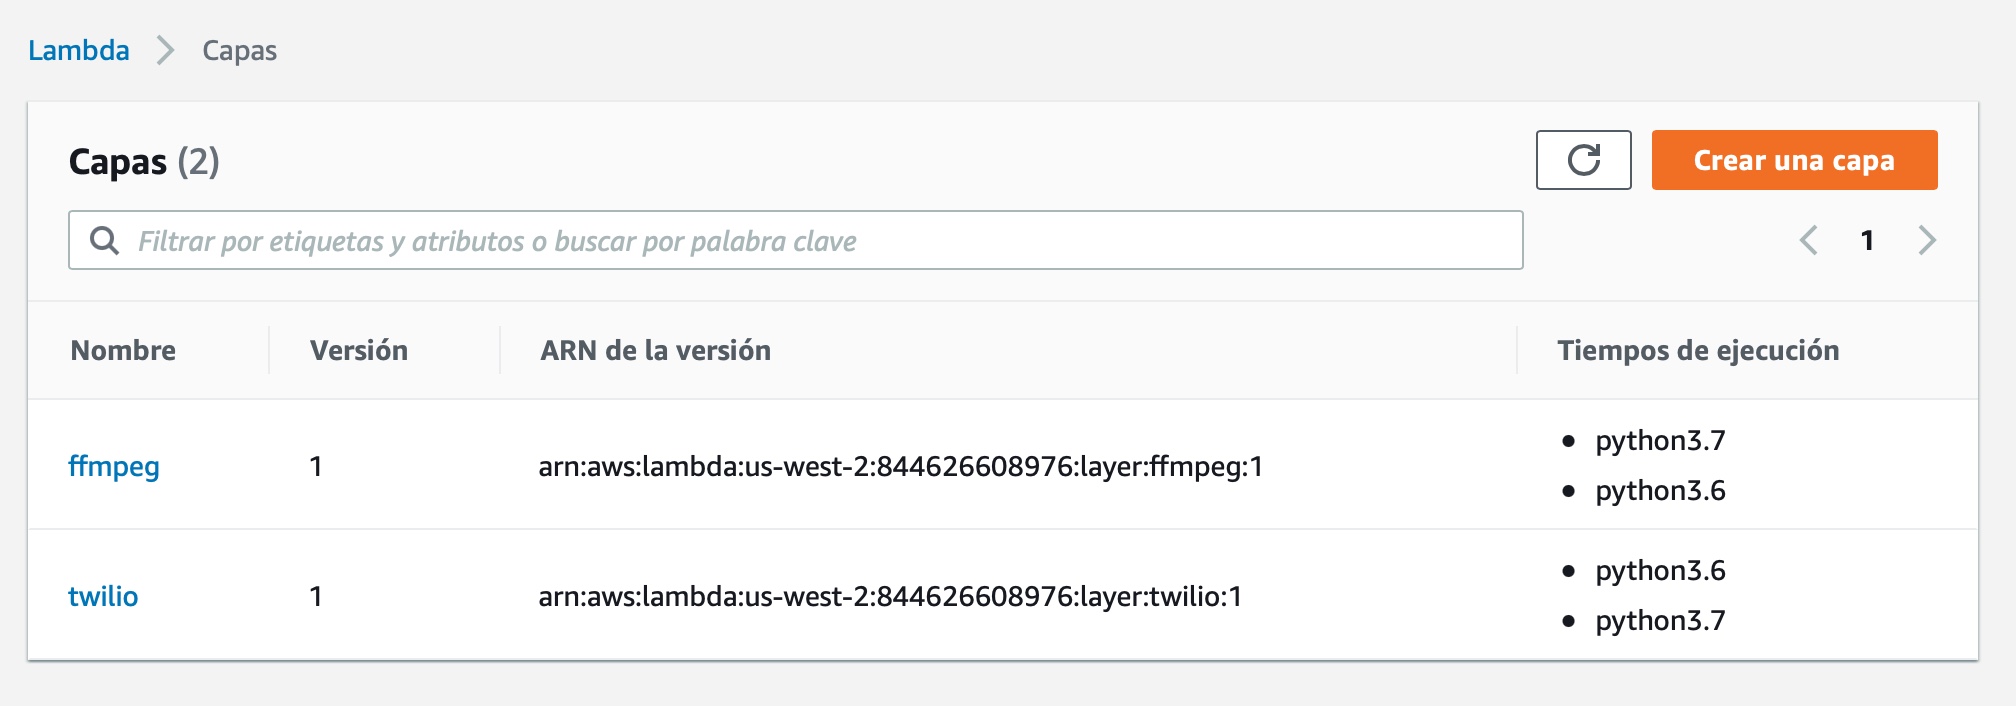 Lambda > Capas
Capas (2)
Crear una capa
Filtrar por etiquetas y atributos o buscar por palabra clave
1
Nombre Versión ARN de la versión Tiempos de ejecución
ffmpeg 1 arn:aws:lambda:us-west-2:844626608976:layer:ffmpeg:1
python3.7
python3.6
twilio 1 arn:aws:lambda:us-west-2:844626608976:layer:twilio:1
python3.6
python3.7